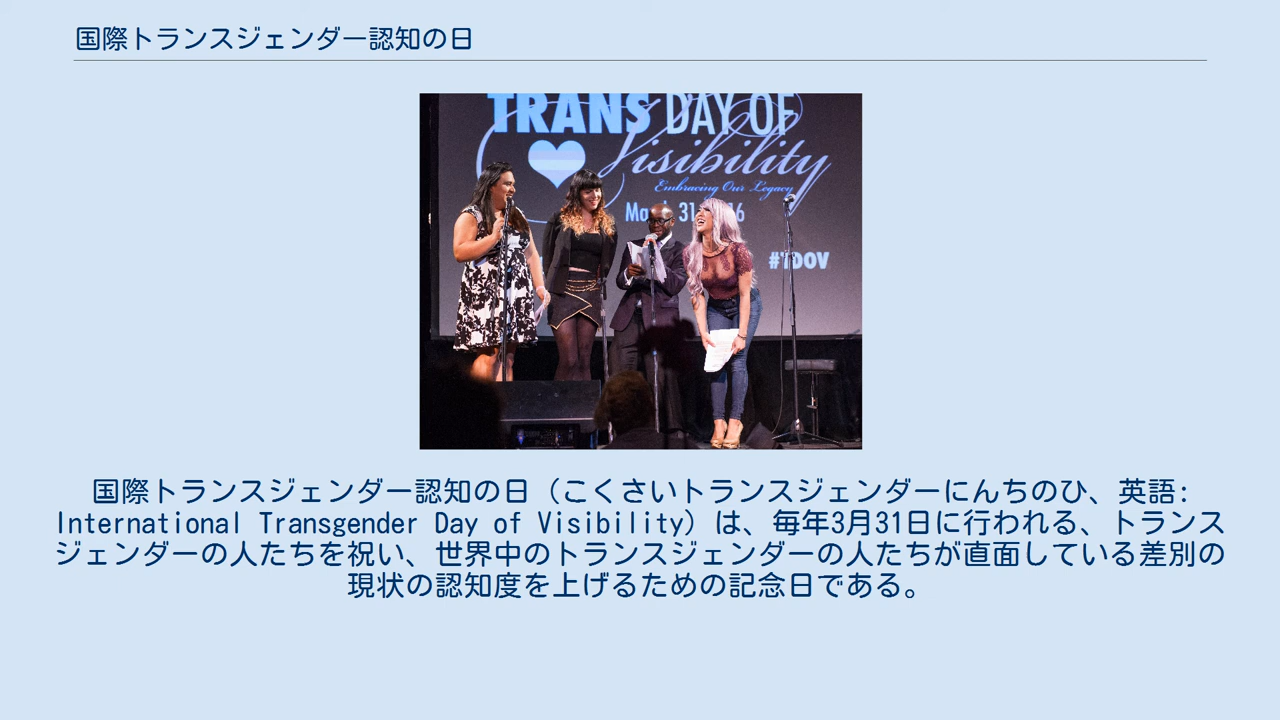 国際トランスジェンダー認知の日
TRANS DAY OF
Visibility
Embracing Our Legacy
#TDOV
国際トランスジェンダー認知の日（こくさいトランスジェンダーにんちのひ、英語:
International Transgender Day of Visibility）は、毎年3月31日に行われる、トランス
ジェンダーの人たちを祝い、世界中のトランスジェンダーの人たちが直面している差別の
現状の認知度を上げるための記念日である。